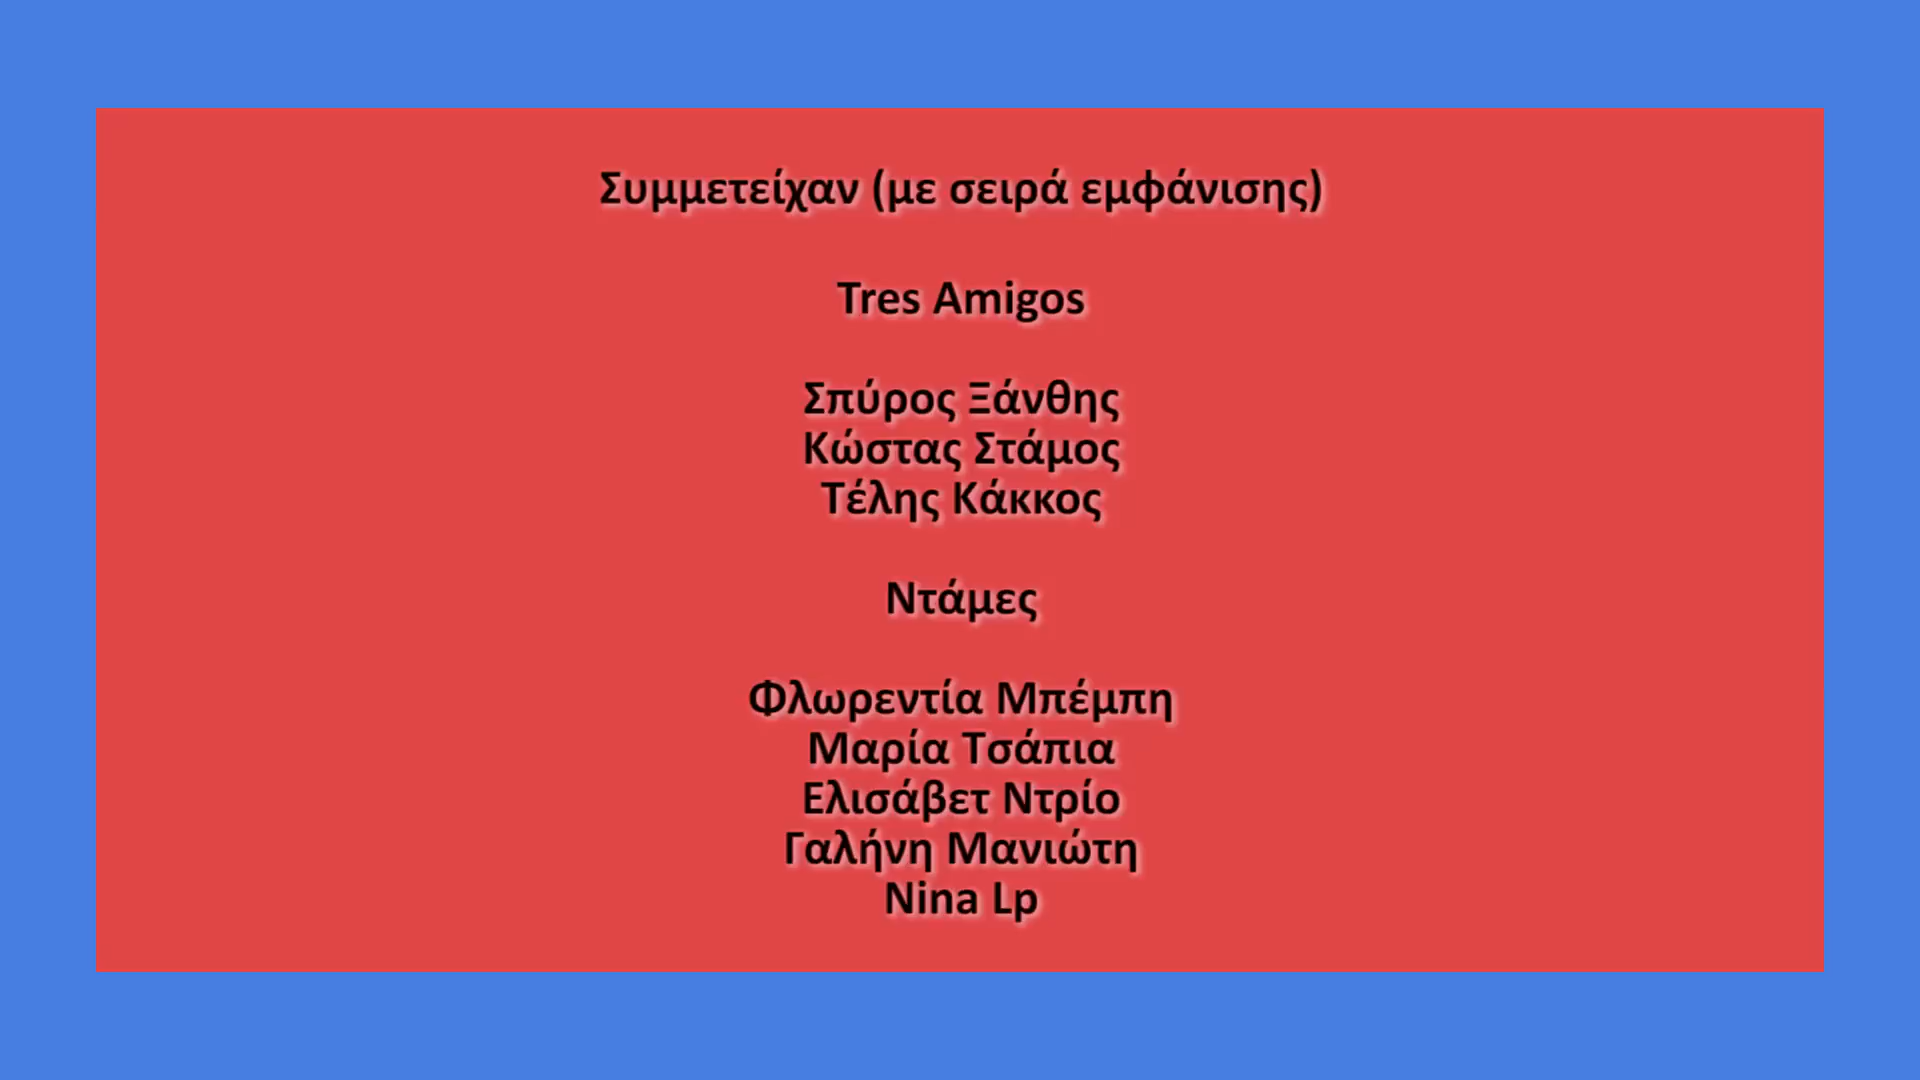 Συμμετείχαν (με σειρά εμφάνισης)
Tres Amigos
Σπύρος Ξάνθης
Κώστας Στάμος
Τέλης Κάκκος
Ντάμες
Φλωρεντία Μπέμπη
Μαρία Τσάπια
Ελισάβετ Ντρίο
Γαλήνη Μανιώτη
Nina Lp